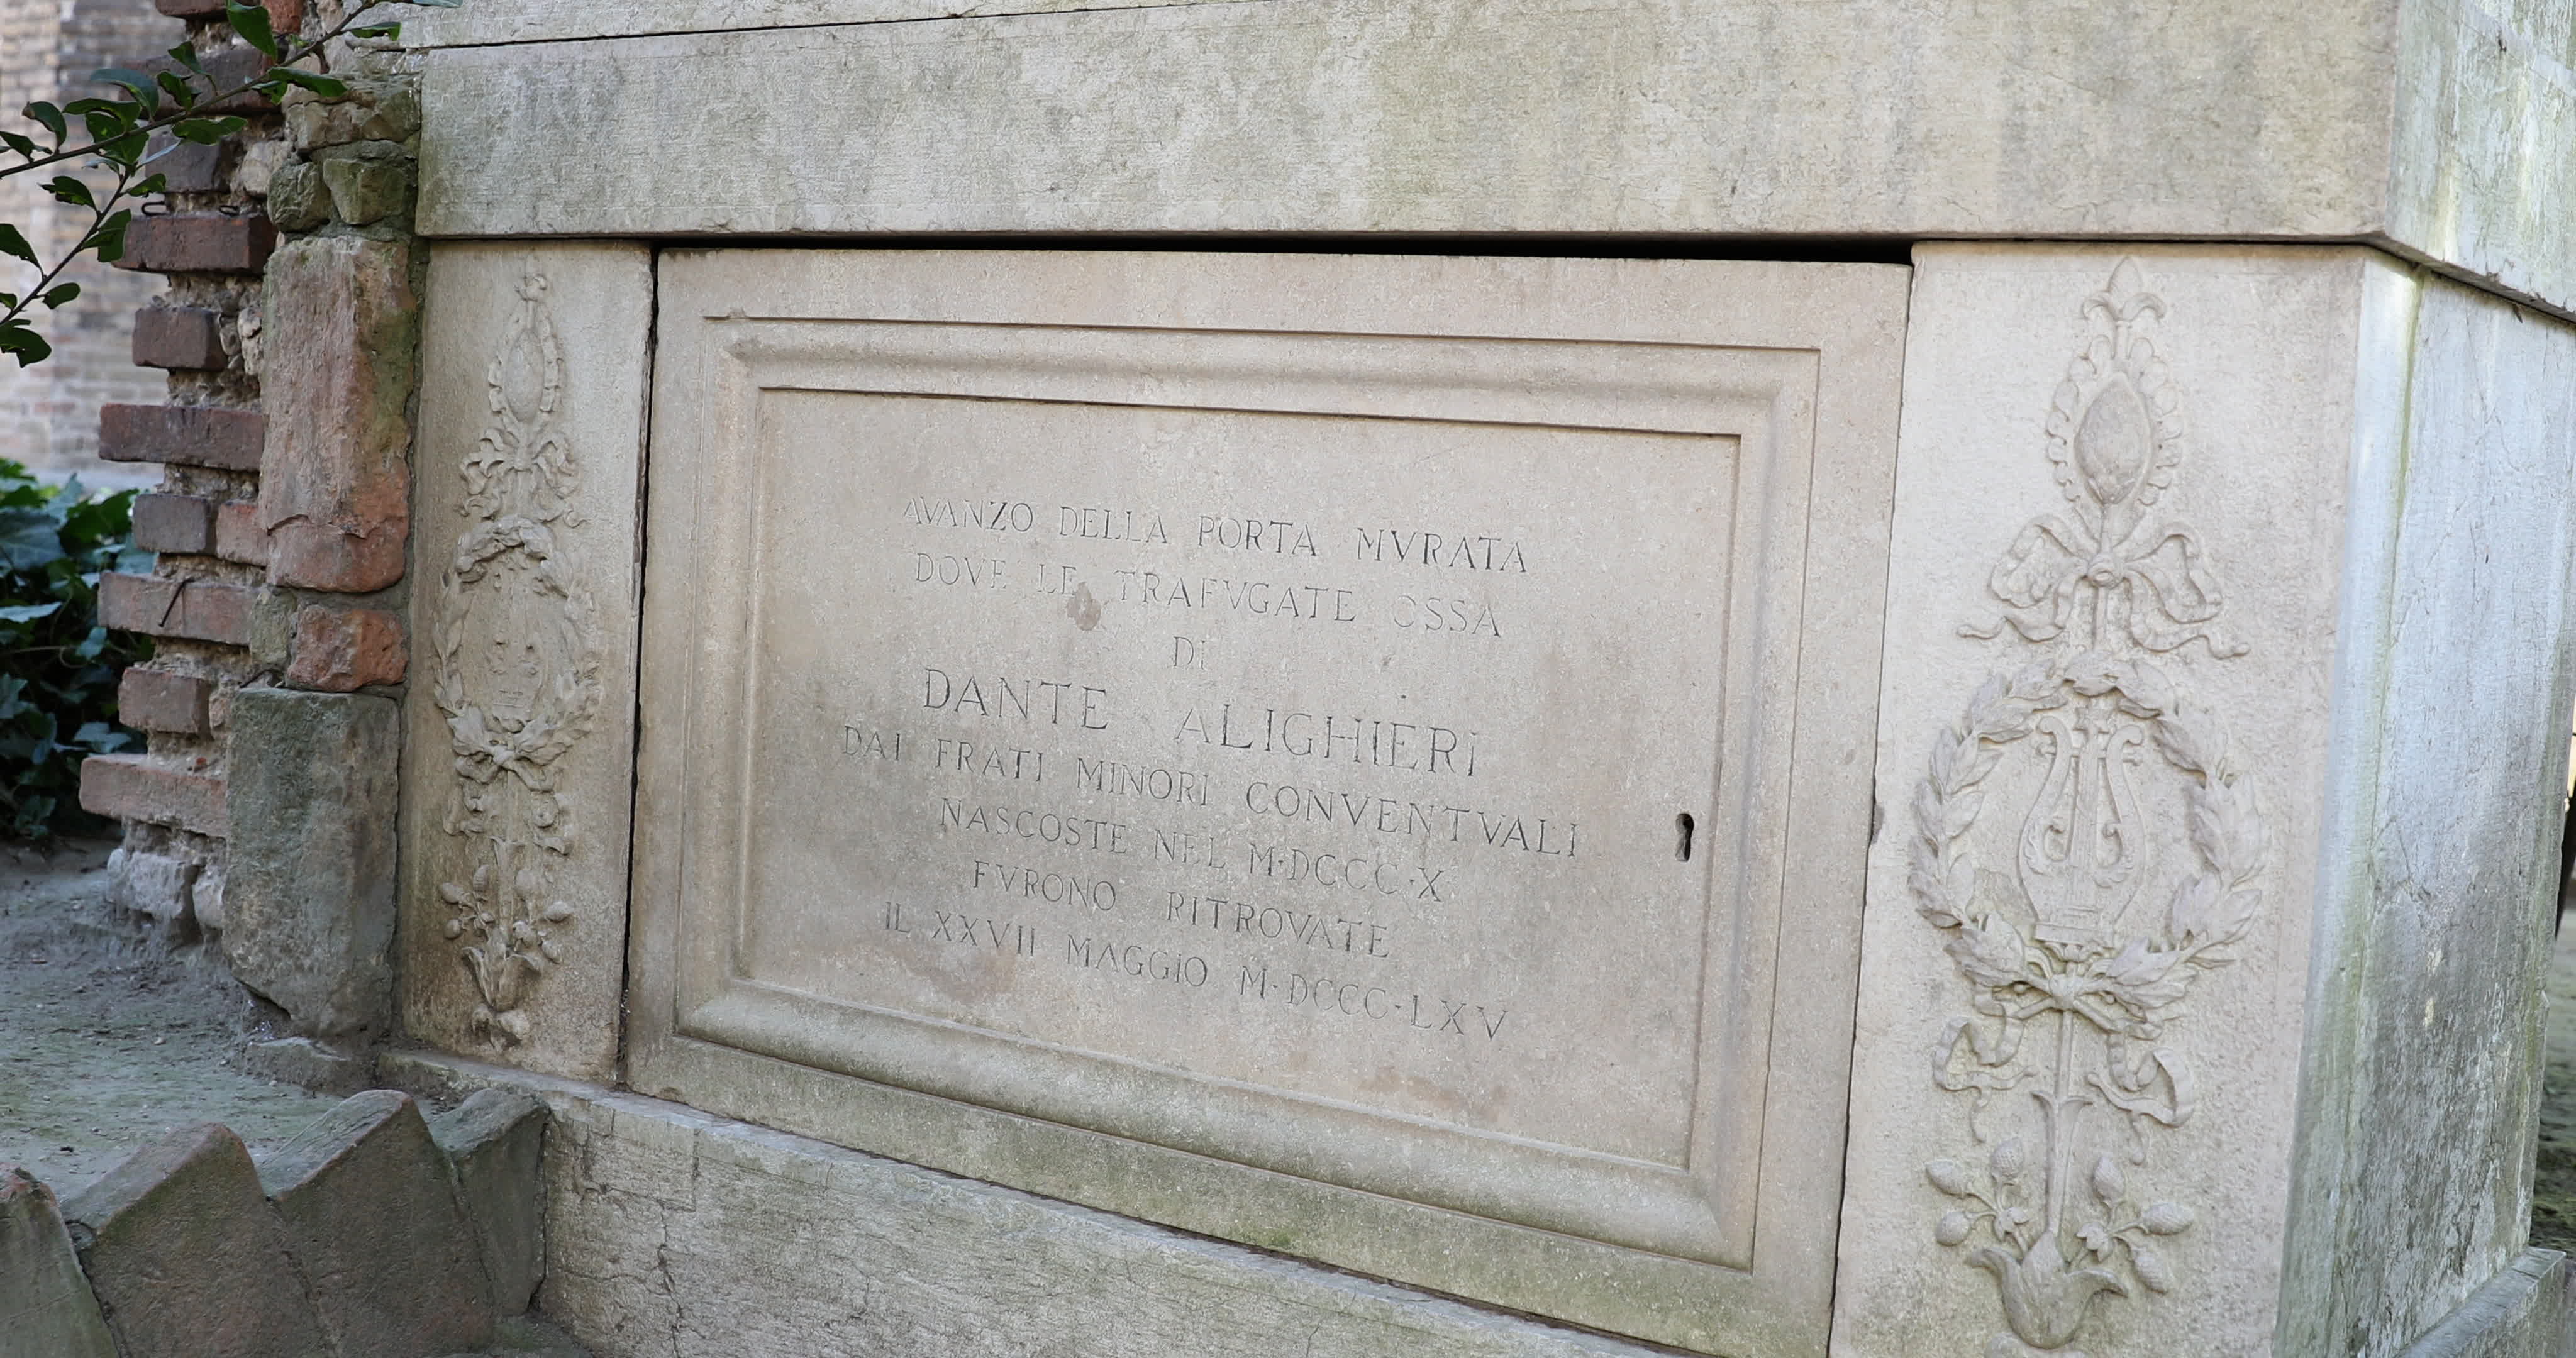 AVANZO DELLA PORTA MVRATA
DOVE LE TRAFVGATE OSSA
DI
DANTE ALIGHIERI
DAI FRATI MINORI CONVENTVALI
NASCOSTE NEL M·DCCC·X
FVRONO RITROVATE
IL XXVII MAGGIO M·DCCC·LXV